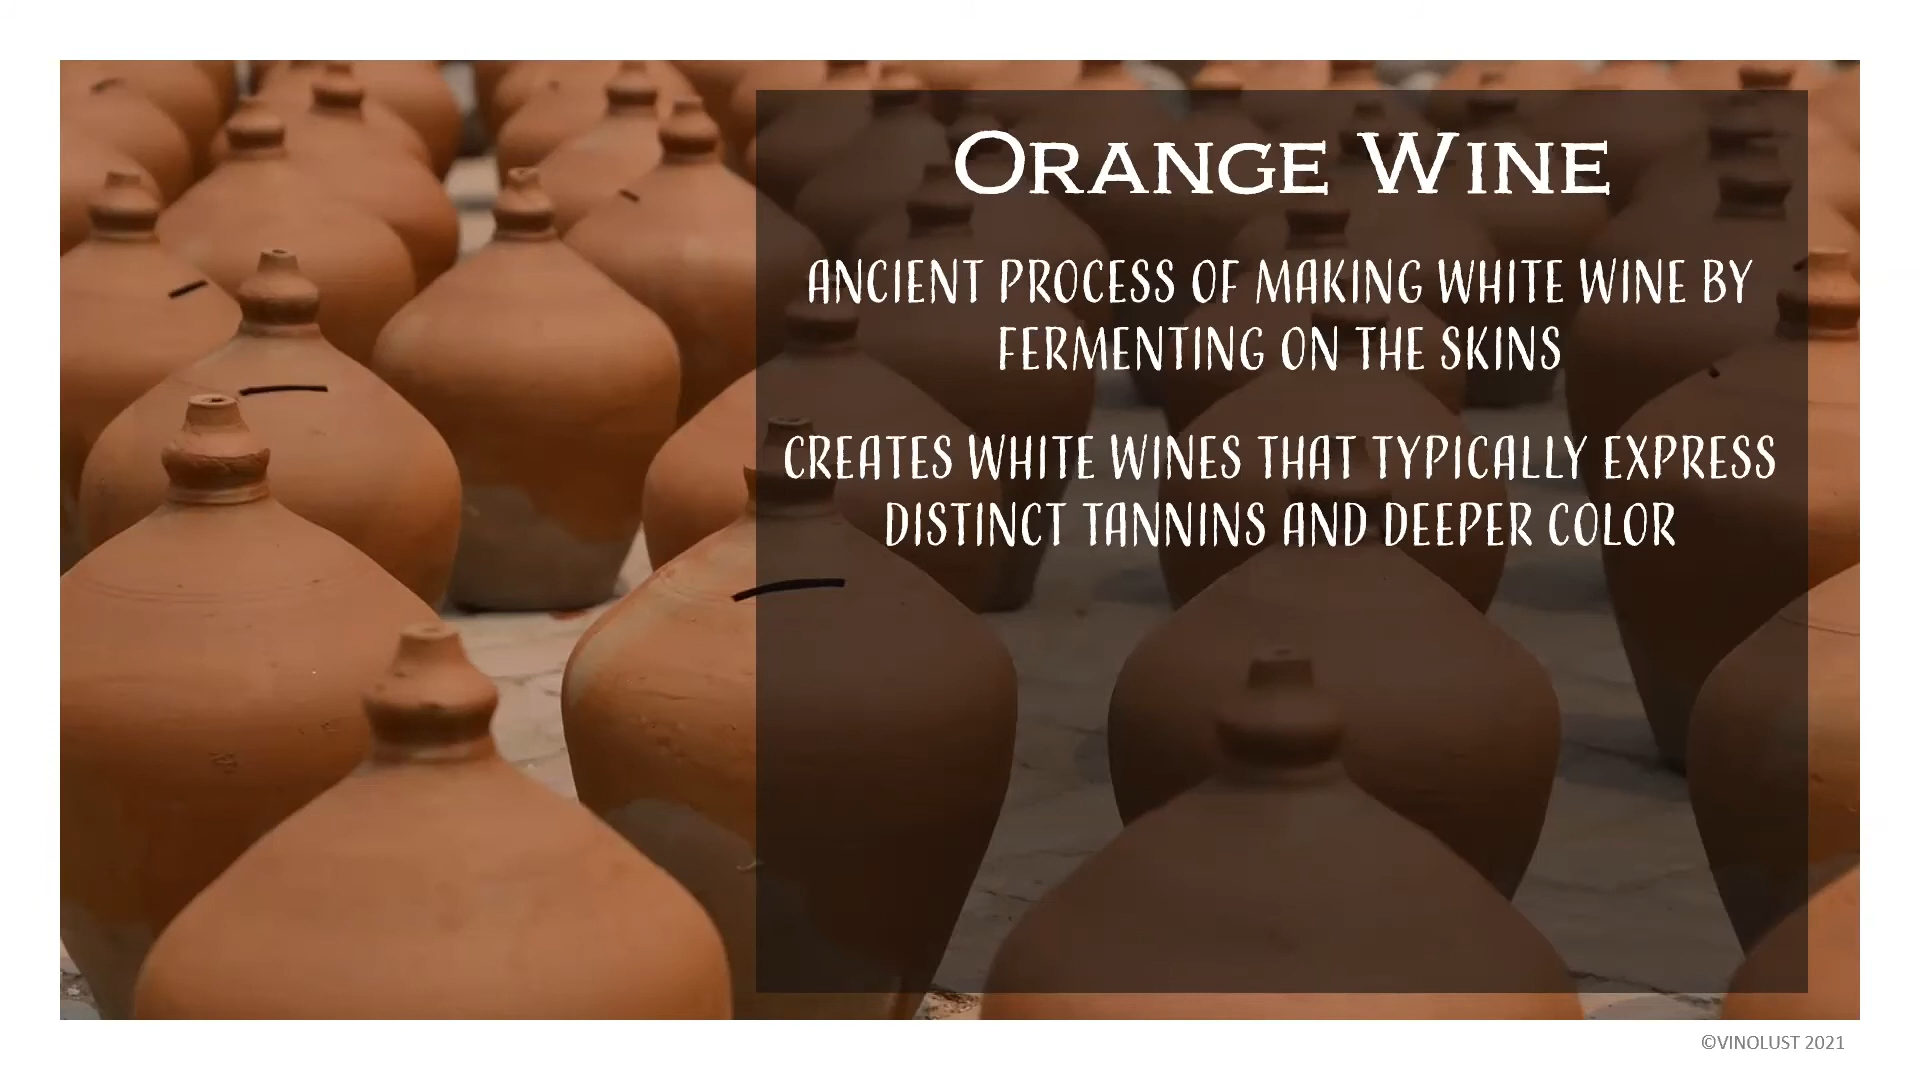 ORANGE WINE
ANCIENT PROCESS OF MAKING WHITE WINE BY
FERMENTING ON THE SKINS
CREATES WHITE WINES THAT TYPICALLY EXPRESS
DISTINCT TANNINS AND DEEPER COLOR
©VINOLUST 2021